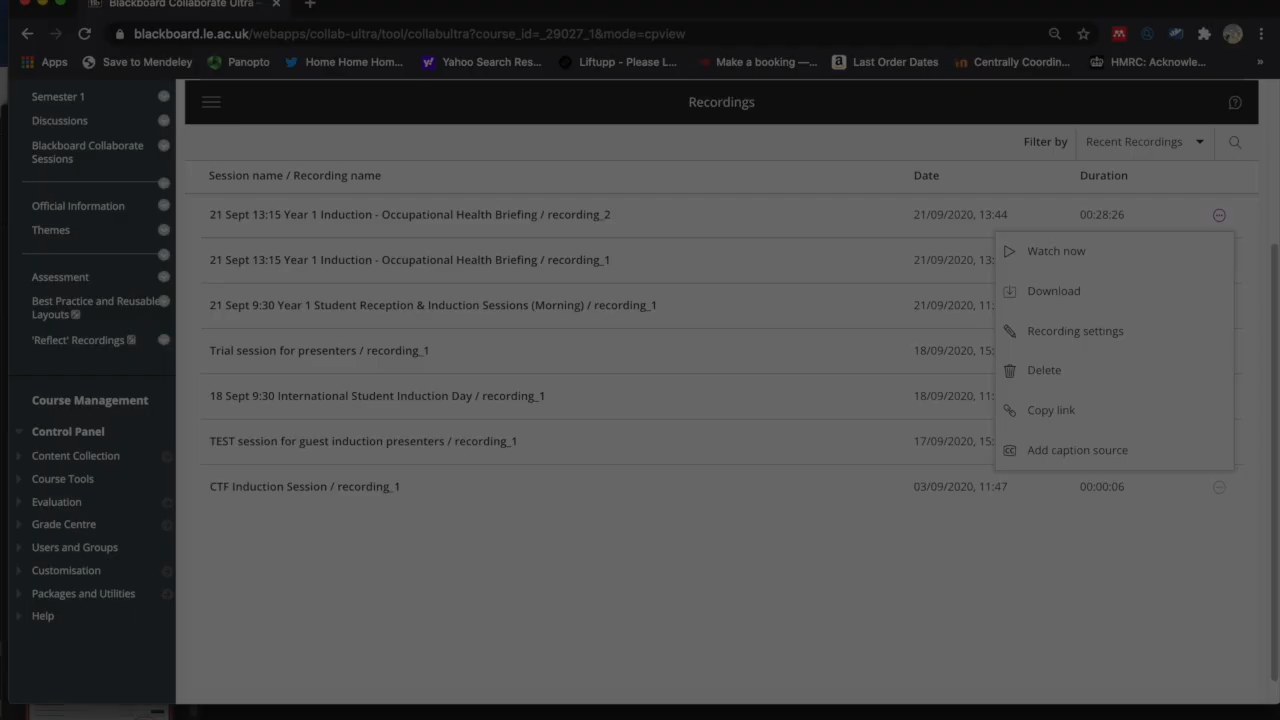 Blackboard Collaborate Ultra –
blackboard.le.ac.uk/webapps/collab-ultra/tool/collabultra?course_id=_29027_1&mode=cpview
Apps Save to Mendeley Panopto Home Home Hom... Yahoo Search Res... Liftupp - Please L... Make a booking —... Last Order Dates Centrally Coordin... HMRC: Acknowle... »
Semester 1
Discussions
Blackboard Collaborate
Sessions
Official Information
Themes
Assessment
Best Practice and Reusable
Layouts
'Reflect' Recordings
Course Management
Control Panel
Content Collection
Course Tools
Evaluation
Grade Centre
Users and Groups
Customisation
Packages and Utilities
Help
Recordings
Filter by Recent Recordings
Session name / Recording name Date Duration
21 Sept 13:15 Year 1 Induction - Occupational Health Briefing / recording_2 21/09/2020, 13:44 00:28:26
21 Sept 13:15 Year 1 Induction - Occupational Health Briefing / recording_1 21/09/2020, 13:
21 Sept 9:30 Year 1 Student Reception & Induction Sessions (Morning) / recording_1 21/09/2020, 11:
Trial session for presenters / recording_1 18/09/2020, 15:
18 Sept 9:30 International Student Induction Day / recording_1 18/09/2020, 11:
TEST session for guest induction presenters / recording_1 17/09/2020, 15:
CTF Induction Session / recording_1 03/09/2020, 11:47 00:00:06
Watch now
Download
Recording settings
Delete
Copy link
Add caption source